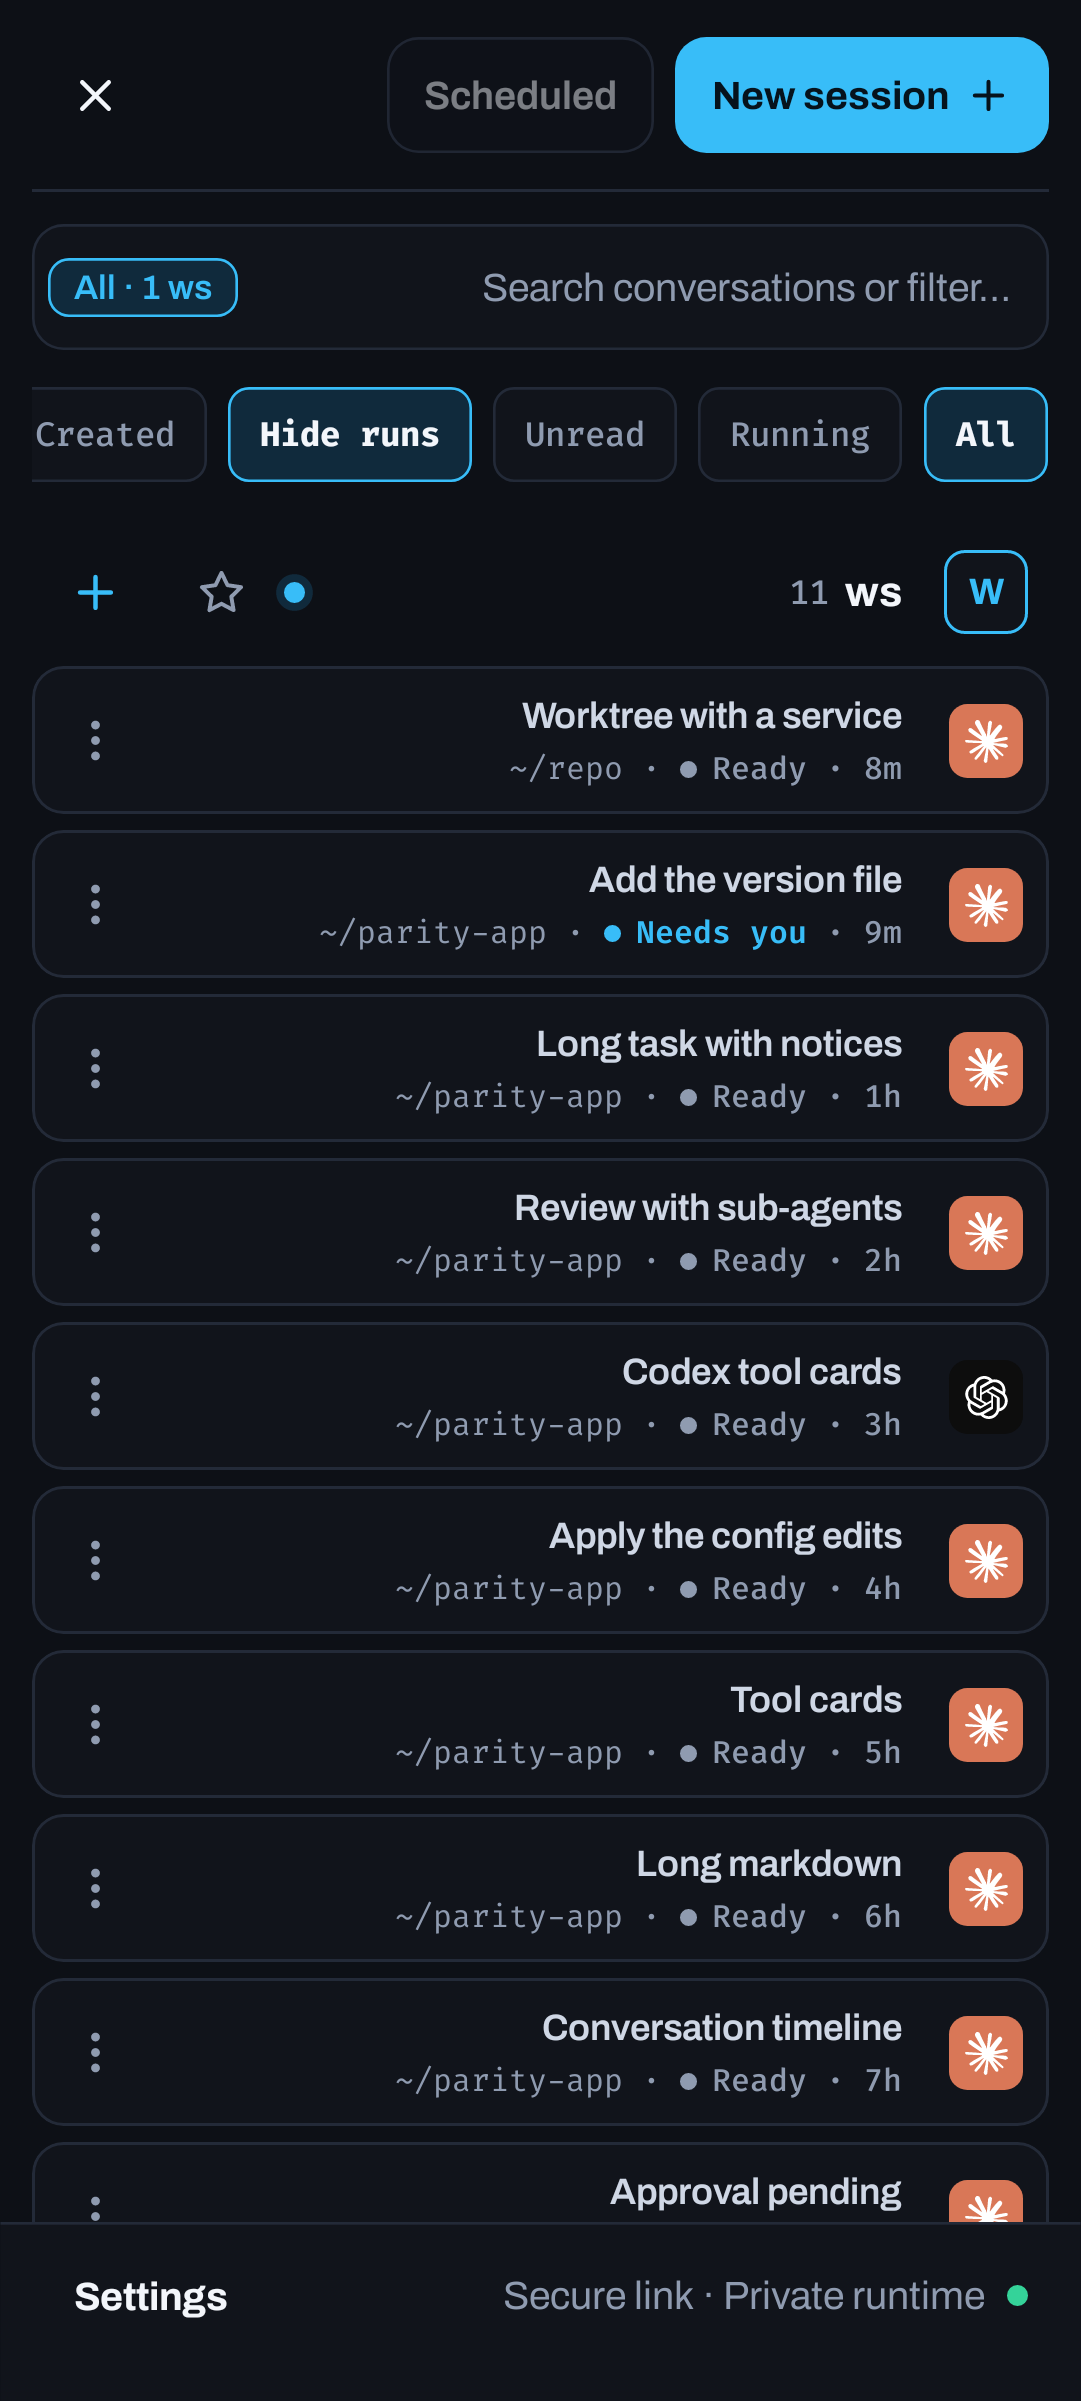 Scheduled
New session
All · 1 ws
Search conversations or filter...
Created
Hide runs
Unread
Running
All
11 ws
W
Worktree with a service
~/repo · Ready · 8m
Add the version file
~/parity-app · Needs you · 9m
Long task with notices
~/parity-app · Ready · 1h
Review with sub-agents
~/parity-app · Ready · 2h
Codex tool cards
~/parity-app · Ready · 3h
Apply the config edits
~/parity-app · Ready · 4h
Tool cards
~/parity-app · Ready · 5h
Long markdown
~/parity-app · Ready · 6h
Conversation timeline
~/parity-app · Ready · 7h
Approval pending
Settings
Secure link · Private runtime